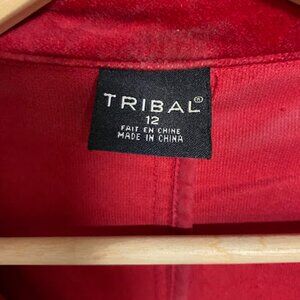 TRIBAL®
12
FAIT EN CHINE
MADE IN CHINA